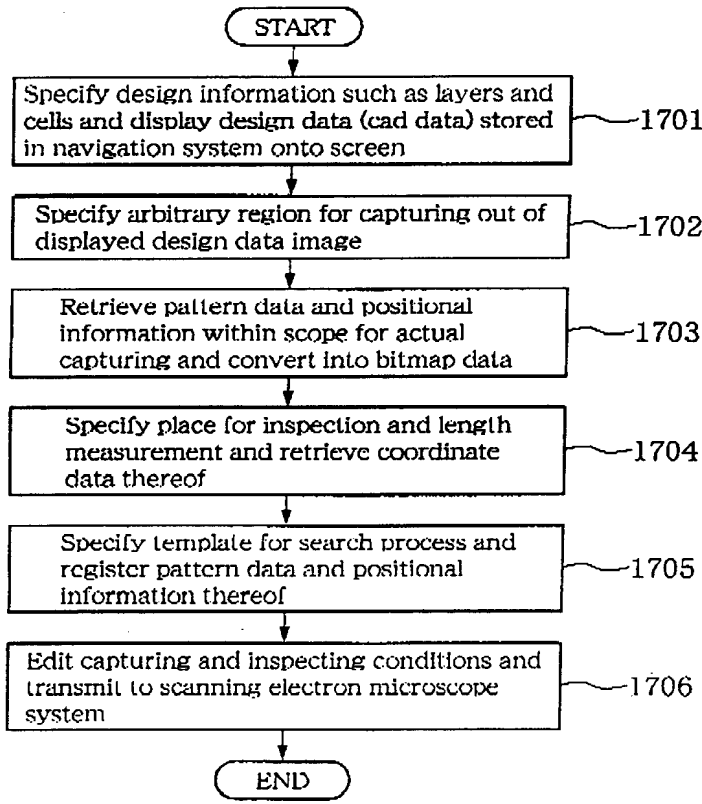 START
Specify design information such as layers and
cells and display design data (cad data) stored
in navigation system onto screen
1701
Specify arbitrary region for capturing out of
displayed design data image
1702
Retrieve pattern data and positional
information within scope for actual
capturing and convert into bitmap data
1703
Specify place for inspection and length
measurement and retrieve coordinate
data thereof
1704
Specify template for search process and
register pattern data and positional
information thereof
1705
Edit capturing and inspecting conditions and
transmit to scanning electron microscope
system
1706
END